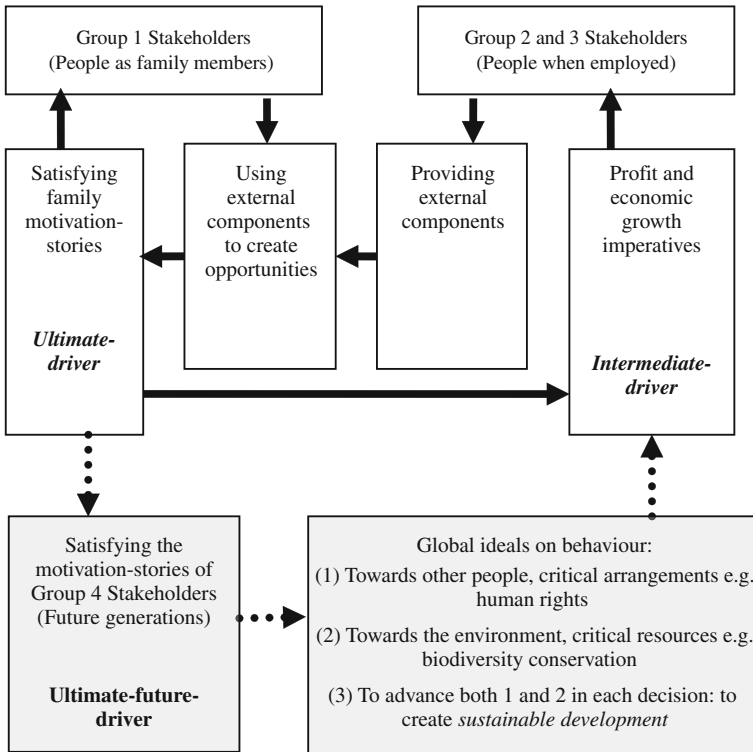 Group 1 Stakeholders
(People as family members)
Group 2 and 3 Stakeholders
(People when employed)
Satisfying
family
motivation-
stories
Ultimate-
driver
Using
external
components
to create
opportunities
Providing
external
components
Profit and
economic
growth
imperatives
Intermediate-
driver
Satisfying the
motivation-stories of
Group 4 Stakeholders
(Future generations)
Ultimate-future-
driver
Global ideals on behaviour:
(1) Towards other people, critical arrangements e.g.
human rights
(2) Towards the environment, critical resources e.g.
biodiversity conservation
(3) To advance both 1 and 2 in each decision: to
create sustainable development